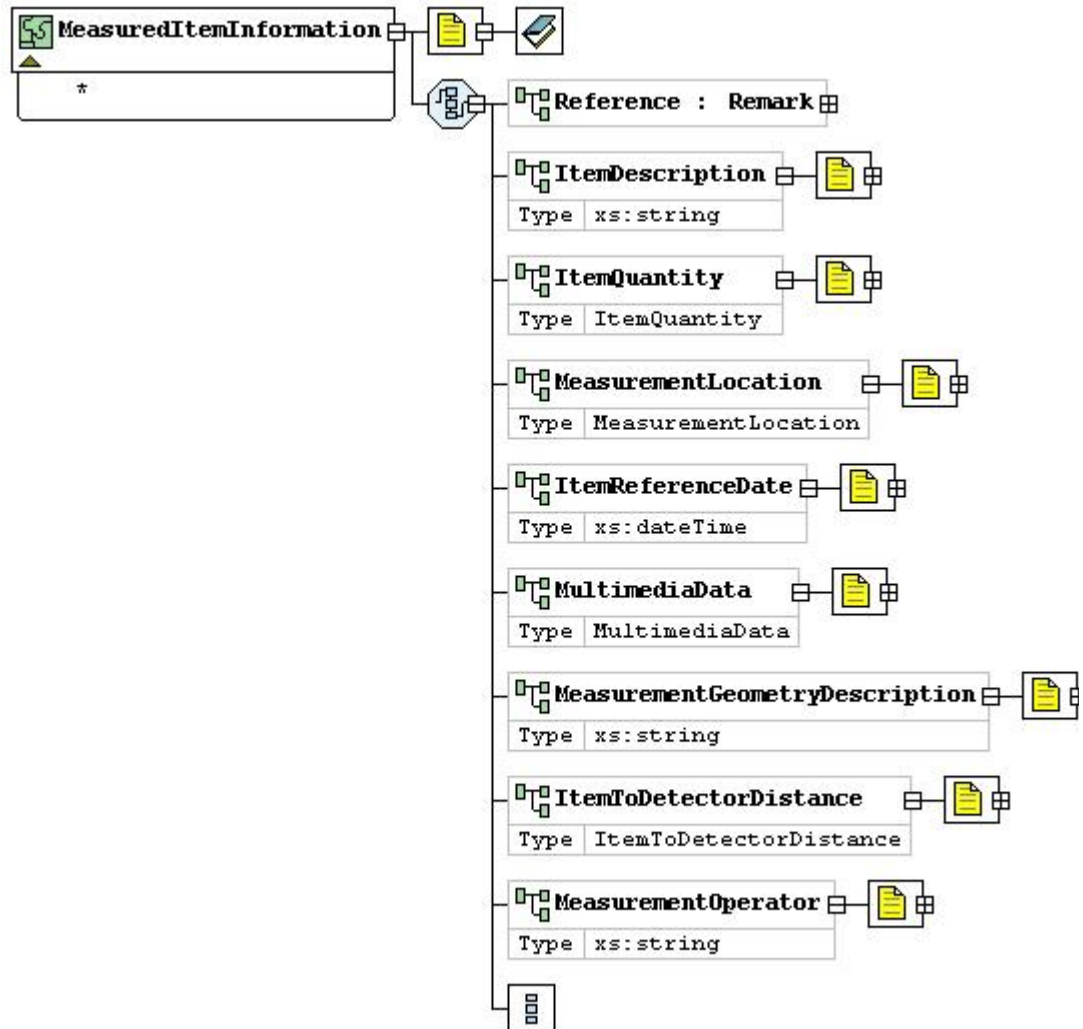 MeasuredItemInformation
*
Reference : Remark
ItemDescription
Type xs:string
ItemQuantity
Type ItemQuantity
MeasurementLocation
Type MeasurementLocation
ItemReferenceDate
Type xs:dateTime
MultimediaData
Type MultimediaData
MeasurementGeometryDescription
Type xs:string
ItemToDetectorDistance
Type ItemToDetectorDistance
MeasurementOperator
Type xs:string